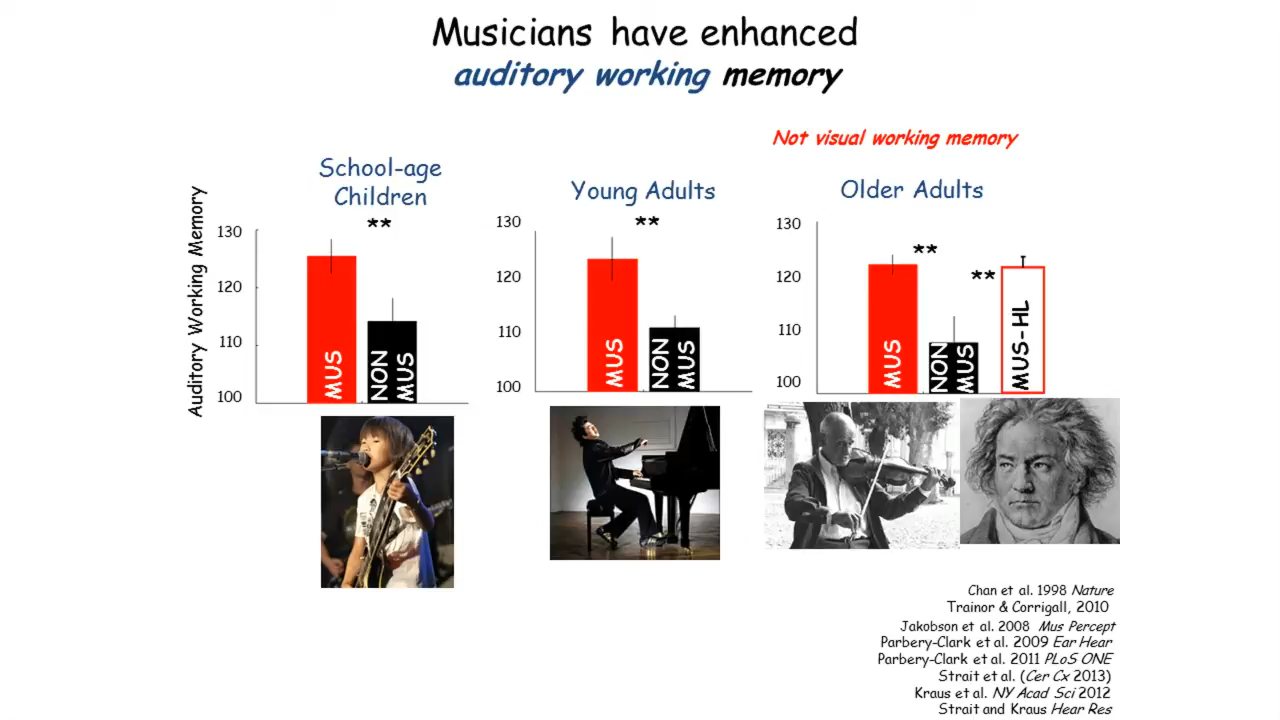 Musicians have enhanced
auditory working memory
Not visual working memory
School-age
Children
Young Adults
Older Adults
Auditory Working Memory
130
120
110
100
**
MUS
NON
MUS
130
120
110
100
**
MUS
NON
MUS
130
120
110
100
**
**
MUS
NON
MUS
MUS-HL
Chan et al. 1998 Nature
Trainor & Corrigall, 2010
Jakobson et al. 2008 Mus Percept
Parbery-Clark et al. 2009 Ear Hear
Parbery-Clark et al. 2011 PLoS ONE
Strait et al. (Cer Cx 2013)
Kraus et al. NY Acad Sci 2012
Strait and Kraus Hear Res